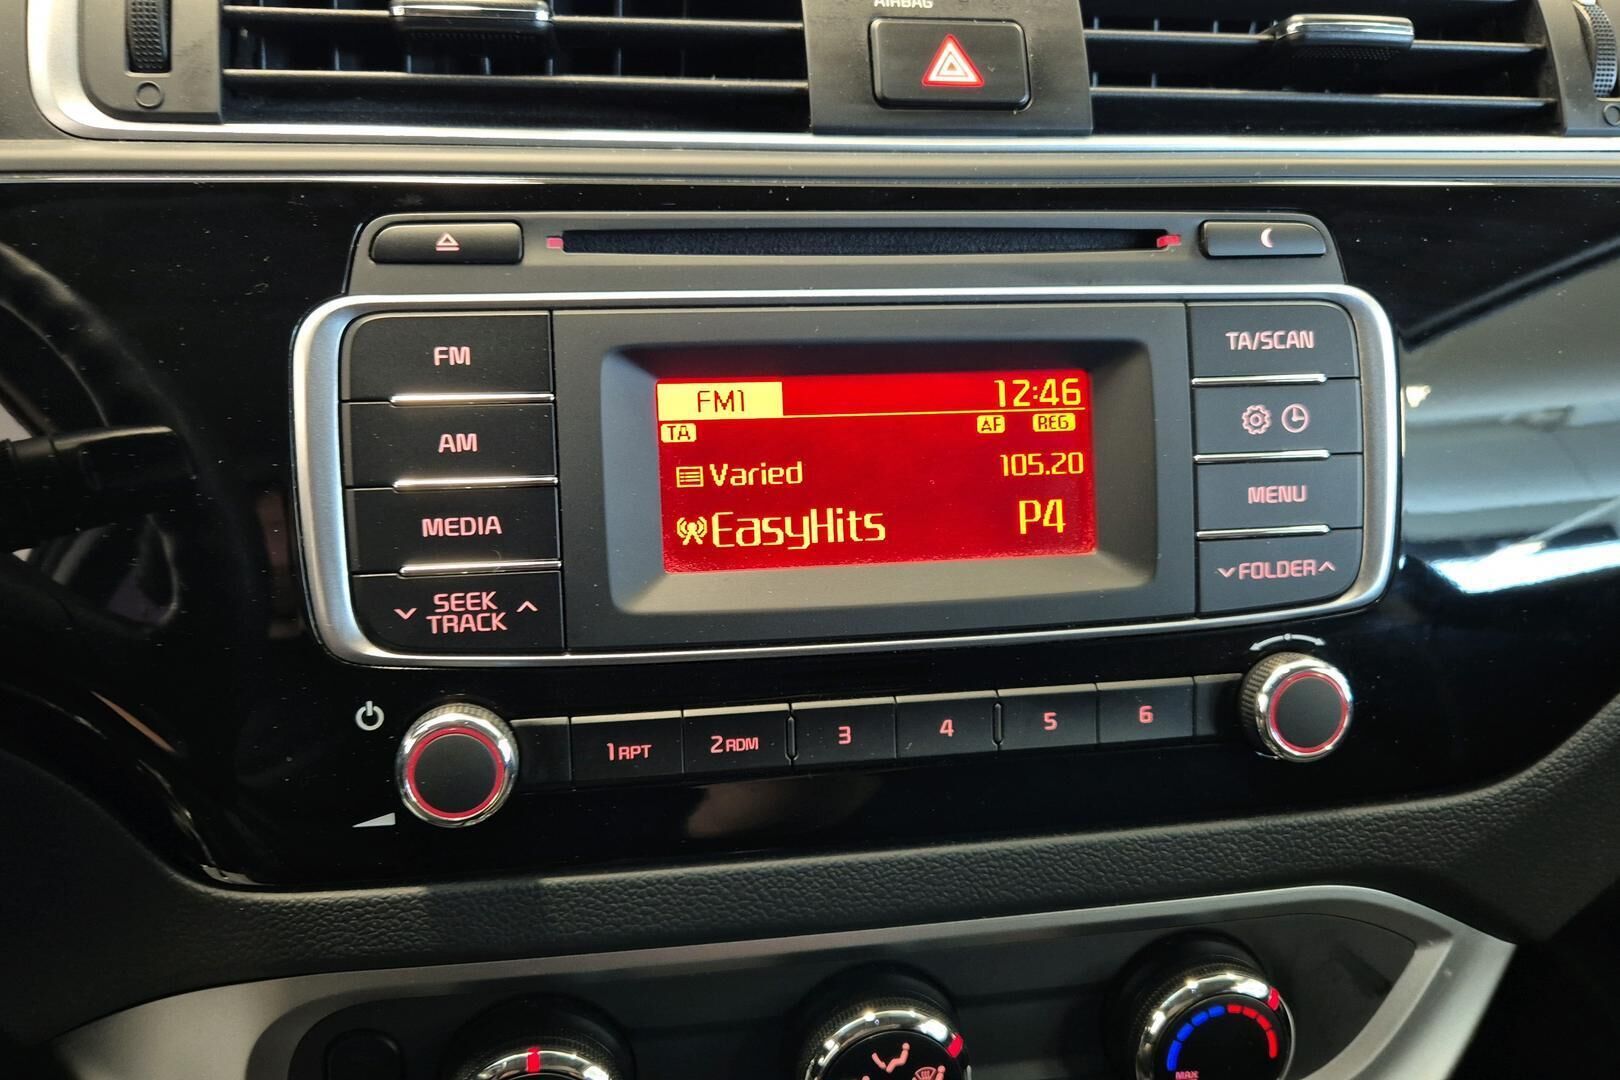 AIRBAG
FM
AM
MEDIA
SEEK
TRACK
FM1 12:46
TA AF REG
Varied 105.20
EasyHits P4
TA/SCAN
MENU
FOLDER
1RPT 2RDM 3 4 5 6
MAX